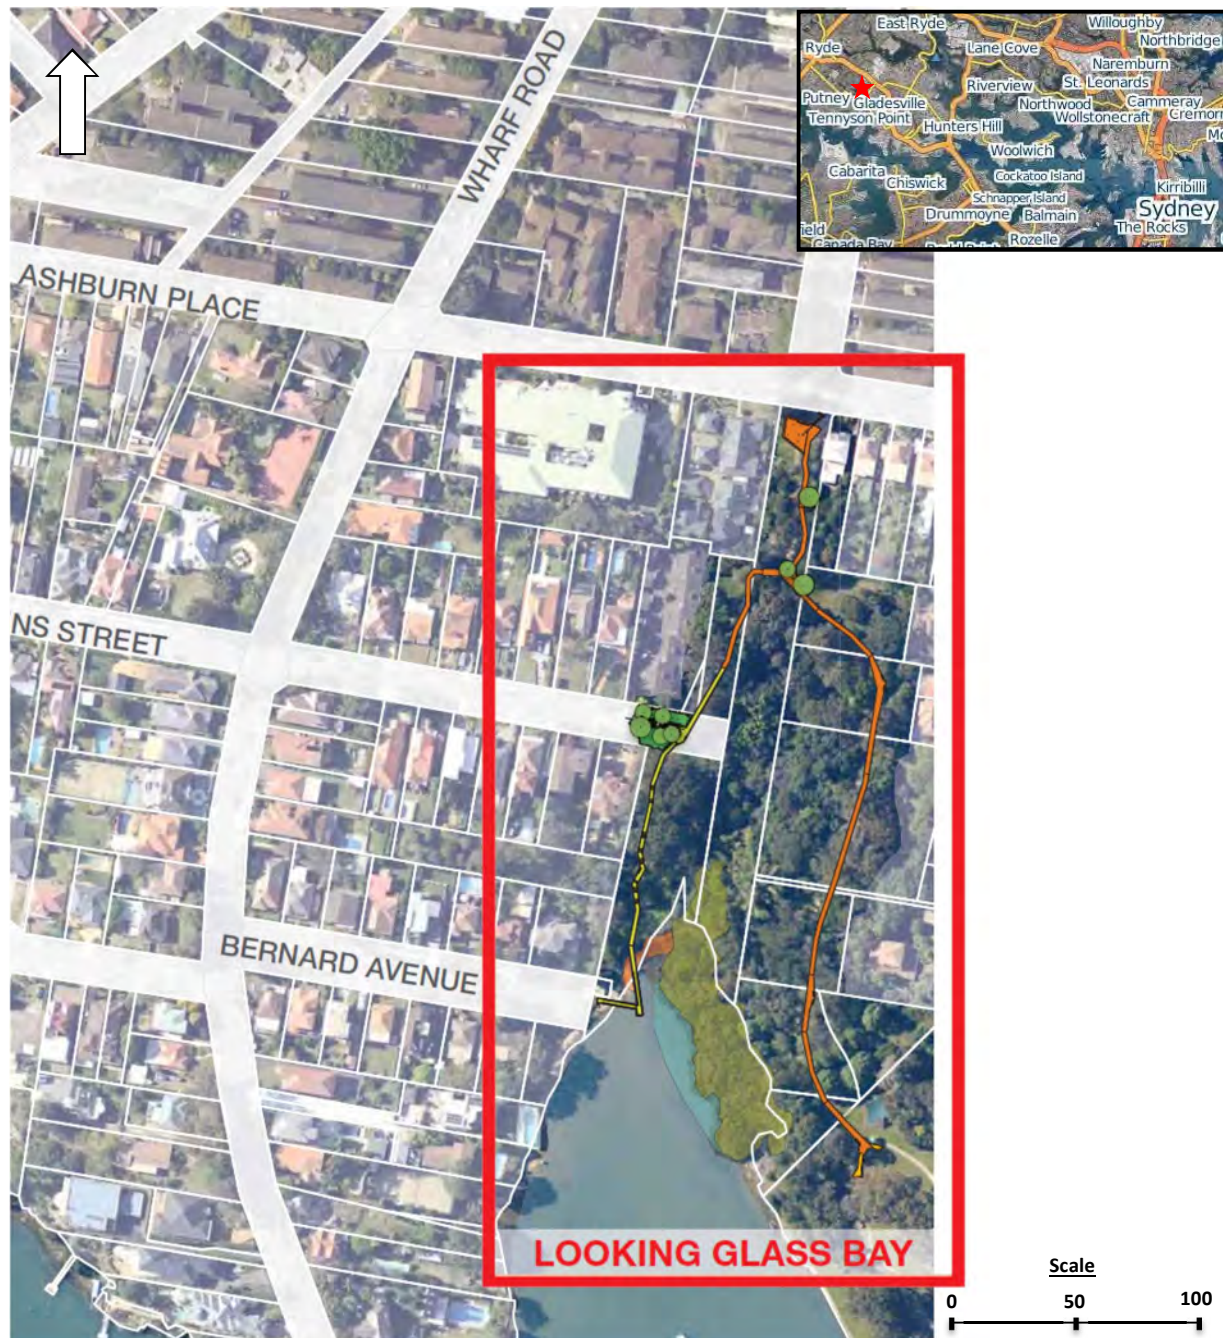 East Ryde
Willoughby
Ryde
Lane Cove
Northbridge
Naremburn
Riverview
St. Leonards
Putney
Gladesville
Northwood
Cammeray
Tennyson Point
Wollstonecraft
Cremor
Hunters Hill
Woolwich
Cabarita
Chiswick
Cockatoo Island
Kirribilli
Schnapper Island
Sydney
Drummoyne
Balmain
The Rocks
ield
Canada Bay
Rozelle
WHARF ROAD
ASHBURN PLACE
NS STREET
BERNARD AVENUE
LOOKING GLASS BAY
Scale
0 50 100